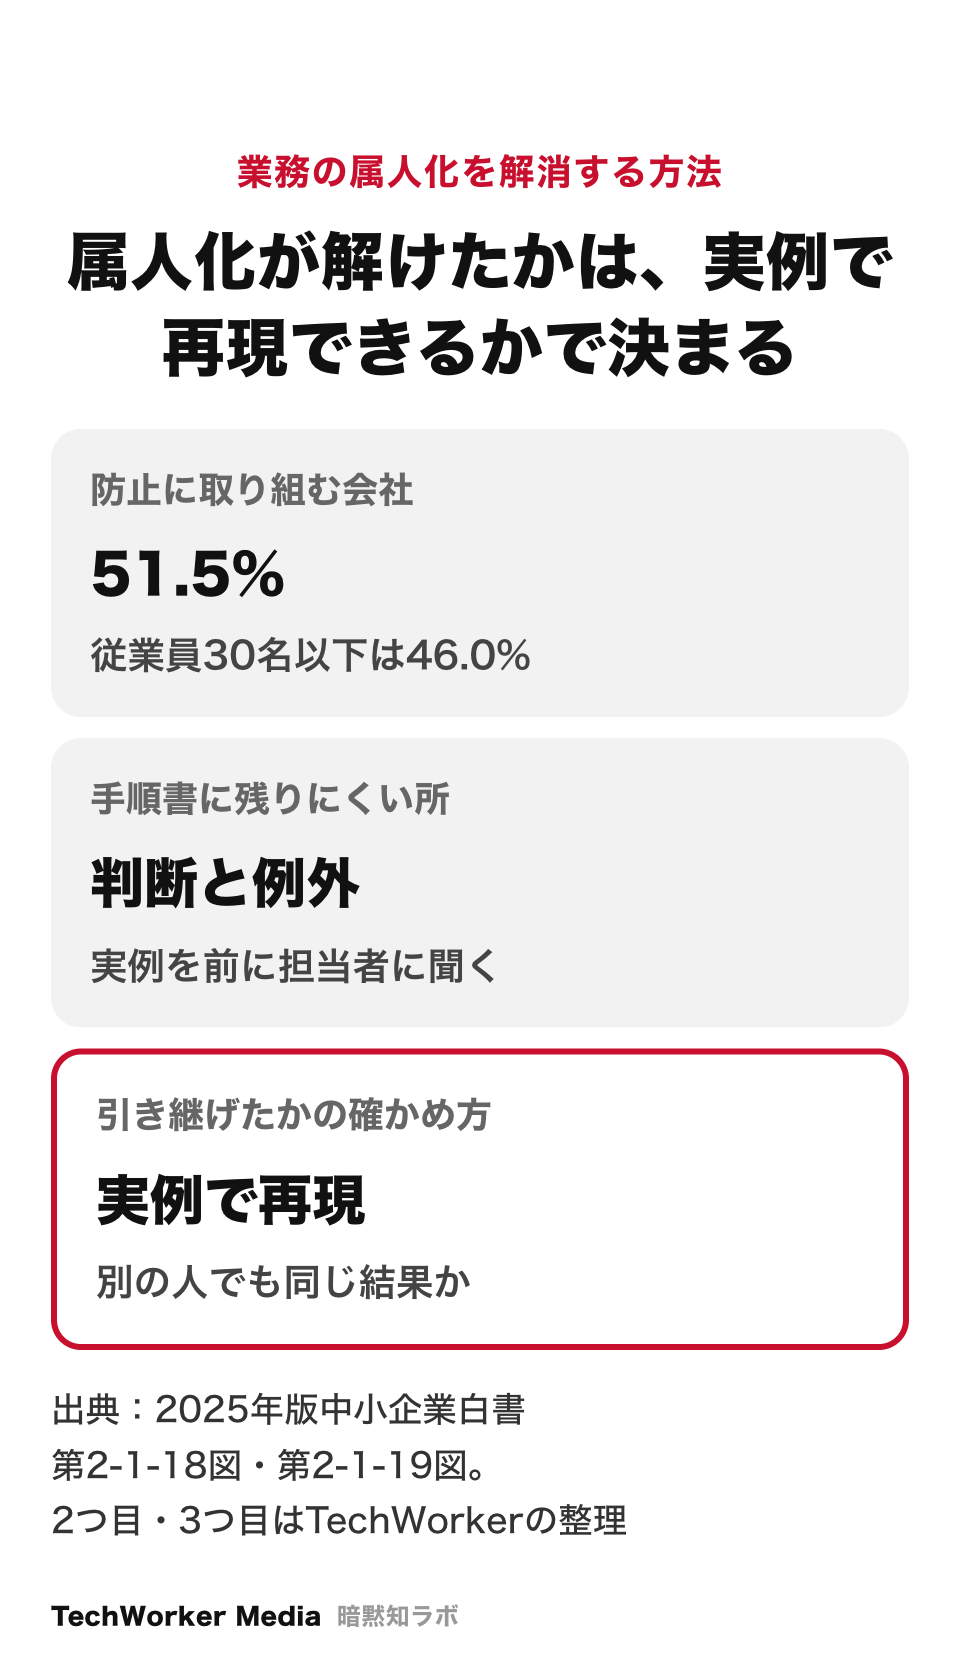 業務の属人化を解消する方法
属人化が解けたかは、実例で
再現できるかで決まる
防止に取り組む会社
51.5%
従業員30名以下は46.0%
手順書に残りにくい所
判断と例外
実例を前に担当者に聞く
引き継げたかの確かめ方
実例で再現
別の人でも同じ結果か
出典：2025年版中小企業白書
第2-1-18図・第2-1-19図。
2つ目・3つ目はTechWorkerの整理
TechWorker Media 暗黙知ラボ